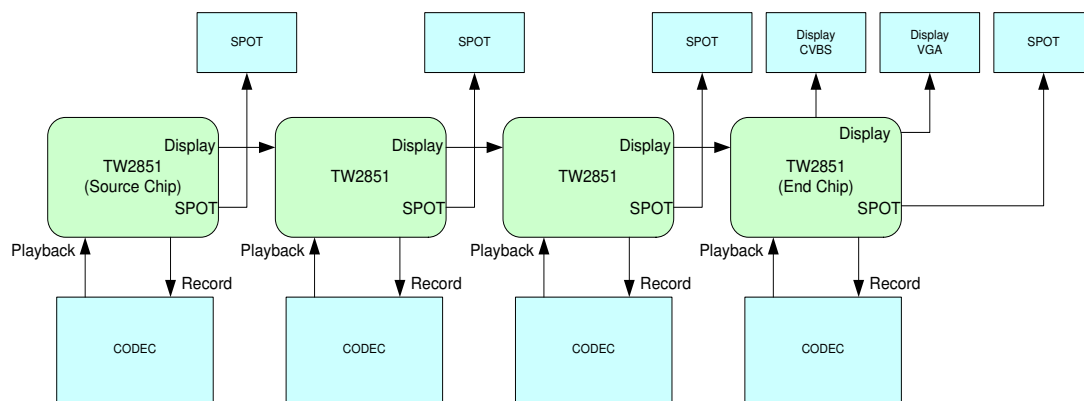 SPOT
SPOT
SPOT
Display
CVBS
Display
VGA
SPOT
Display
TW2851
(Source Chip)
SPOT
Display
TW2851
SPOT
Display
TW2851
SPOT
Display
TW2851
(End Chip)
SPOT
Playback
Record
Playback
Record
Playback
Record
Playback
Record
CODEC
CODEC
CODEC
CODEC